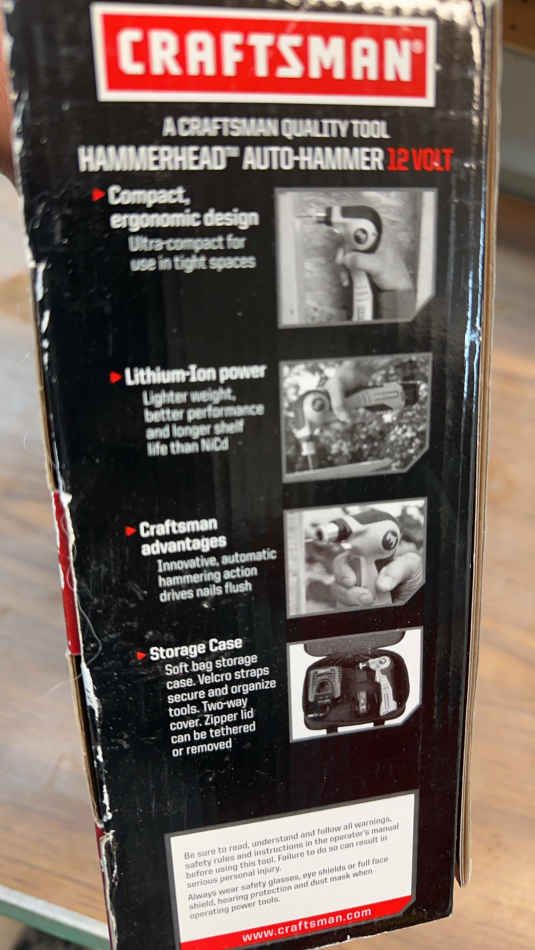 CRAFTSMAN®
A CRAFTSMAN QUALITY TOOL
HAMMERHEAD™ AUTO-HAMMER 12 VOLT
Compact,
ergonomic design
Ultra-compact for
use in tight spaces
Lithium-Ion power
Lighter weight,
better performance
and longer shelf
life than NiCd
Craftsman
advantages
Innovative, automatic
hammering action
drives nails flush
Storage Case
Soft bag storage
case. Velcro straps
secure and organize
tools. Two-way
cover. Zipper lid
can be tethered
or removed
Be sure to read, understand and follow all warnings,
safety rules and instructions in the operator's manual
before using this tool. Failure to do so can result in
serious personal injury.
Always wear safety glasses, eye shields or full face
shield, hearing protection and dust mask when
operating power tools.
www.craftsman.com